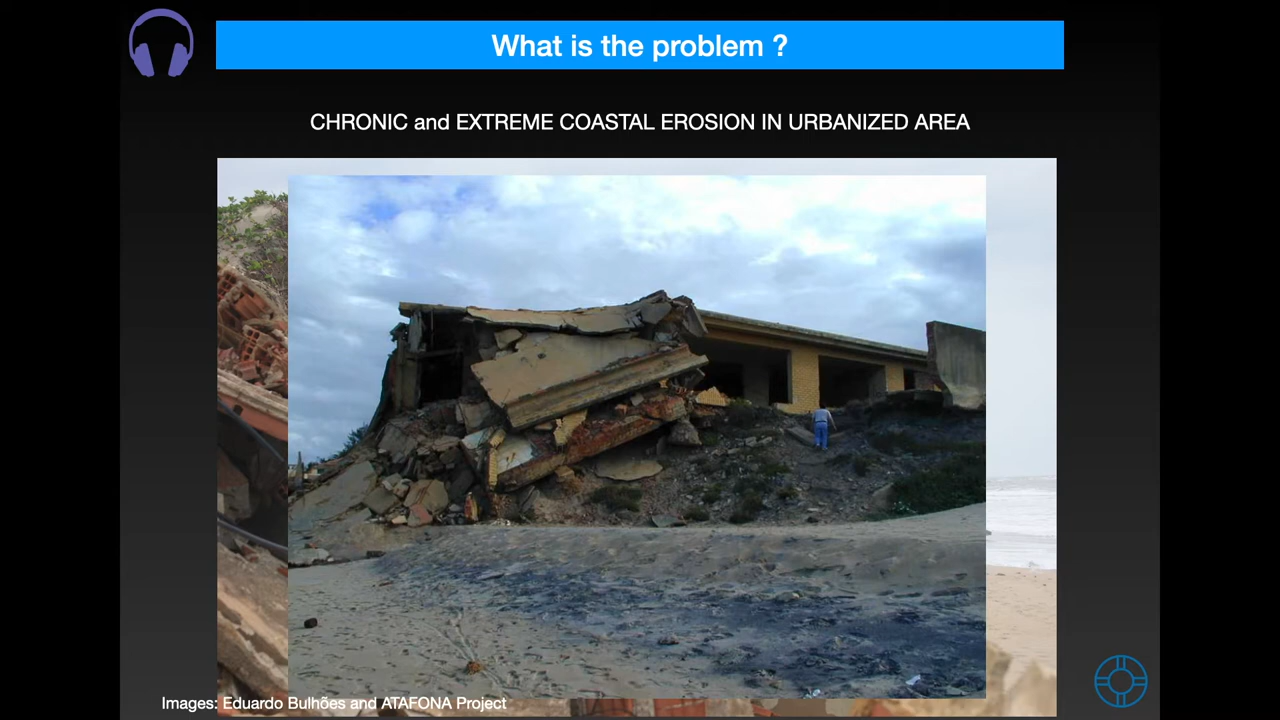 What is the problem ?
CHRONIC and EXTREME COASTAL EROSION IN URBANIZED AREA
Images: Eduardo Bulhões and ATAFONA Project